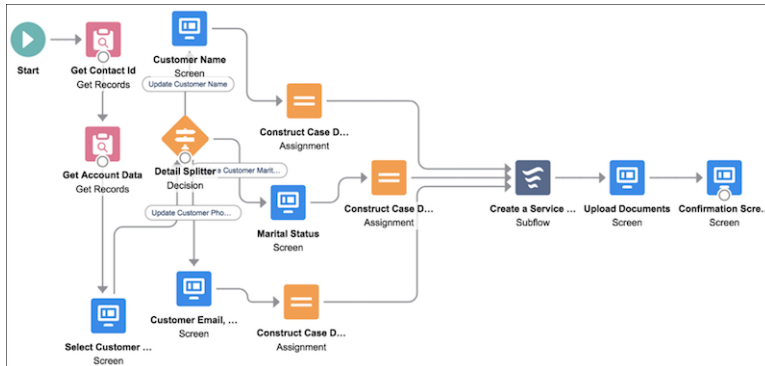 Start
Get Contact Id
Get Records
Customer Name
Screen
Update Customer Name
Construct Case D...
Assignment
Get Account Data
Get Records
Detail Splitter
Decision
e Customer Marit...
Update Customer Pho...
Marital Status
Screen
Construct Case D...
Assignment
Create a Service ...
Subflow
Upload Documents
Screen
Confirmation Scre...
Screen
Select Customer ...
Screen
Customer Email, ...
Screen
Construct Case D...
Assignment